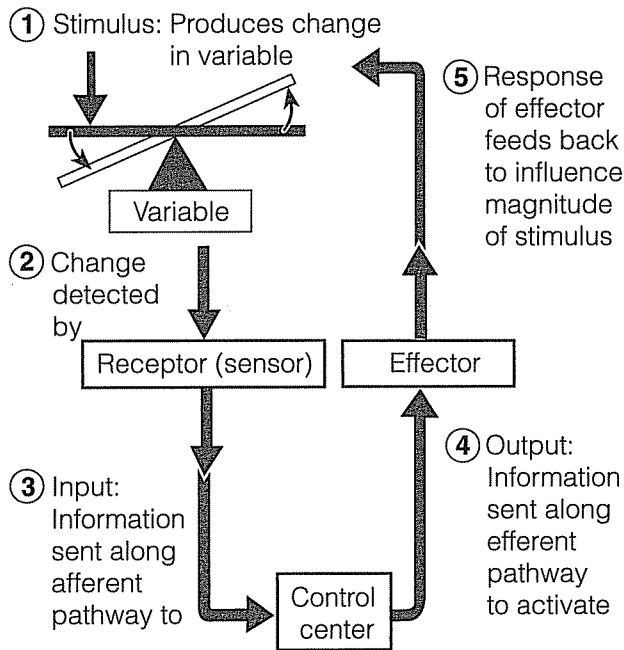 1 Stimulus: Produces change
in variable
Variable
2 Change
detected
by
Receptor (sensor)
3 Input:
Information
sent along
afferent
pathway to
Control
center
4 Output:
Information
sent along
efferent
pathway
to activate
Effector
5 Response
of effector
feeds back
to influence
magnitude
of stimulus